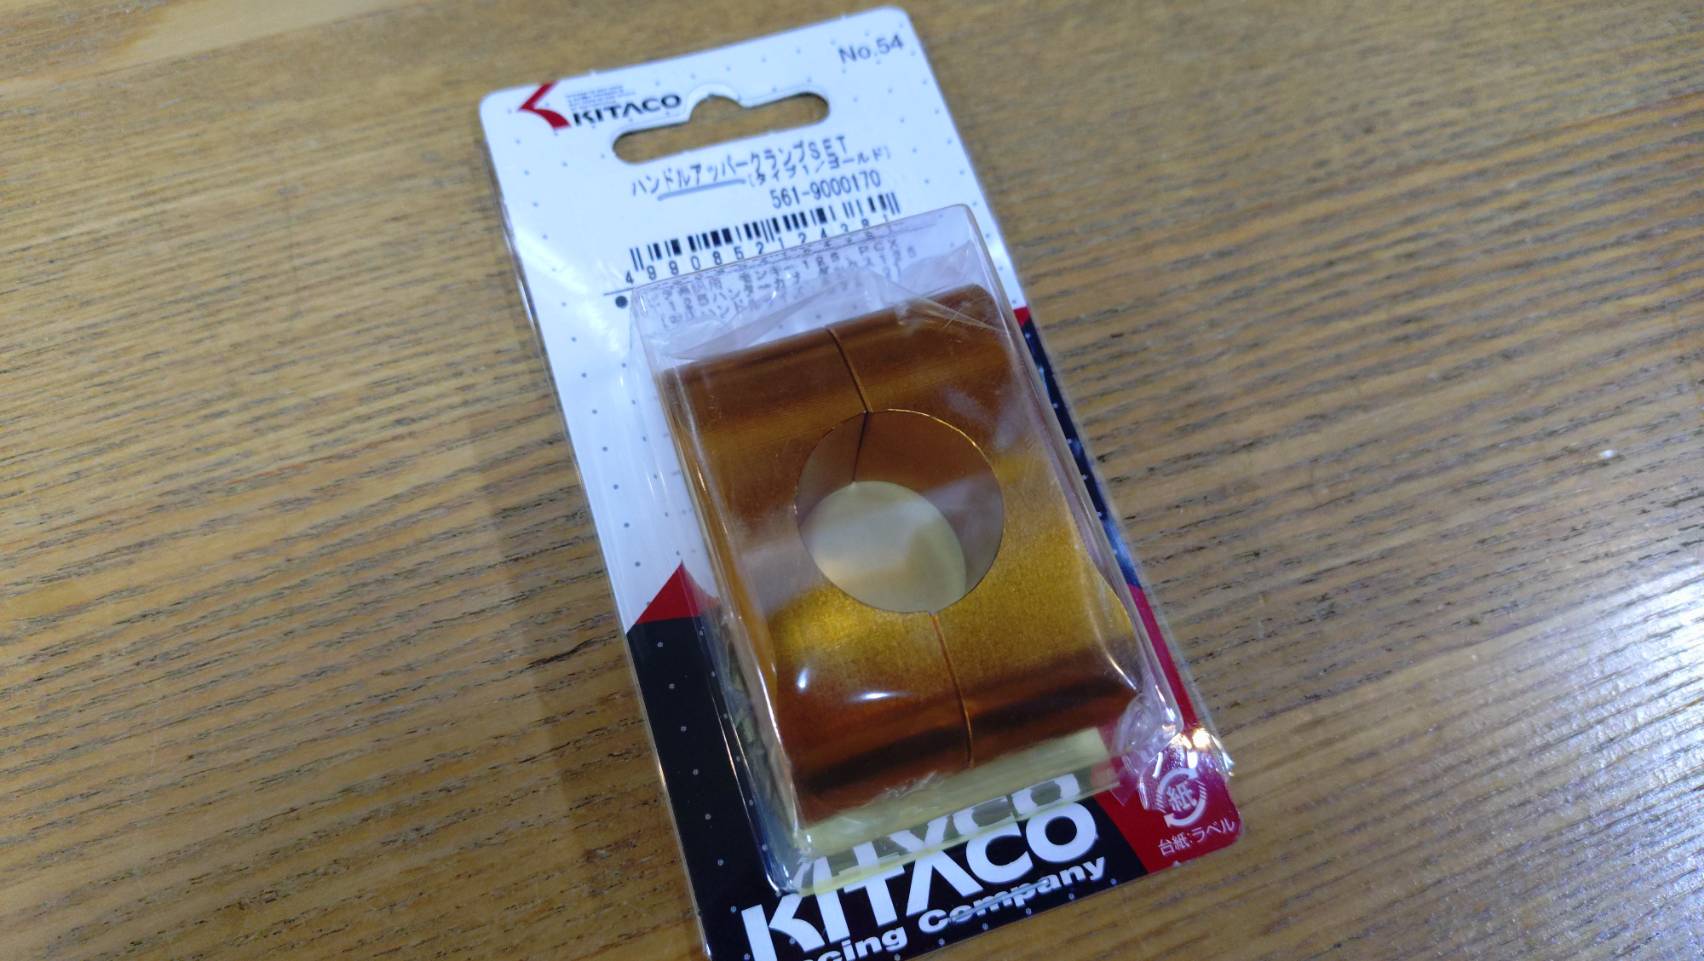 No.54
KITACO
ハンドルアッパークランプSET
(タイプ1/ゴールド)
561-9000170
4990852124381
KITACO
Company
紙
台紙:ラベル